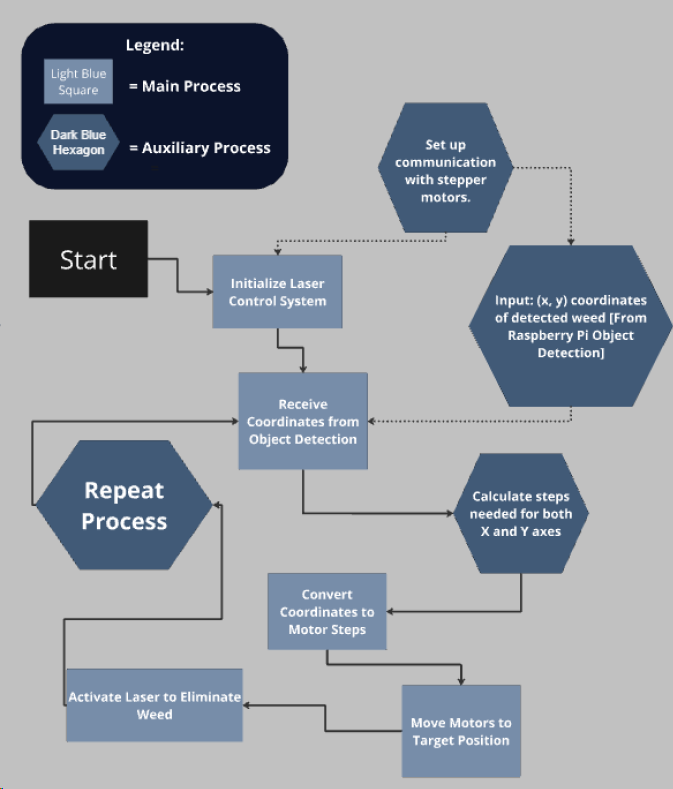 Legend:
Light Blue
Square
= Main Process
Dark Blue
Hexagon
= Auxiliary Process
Set up
communication
with stepper
motors.
Start
Initialize Laser
Control System
Input: (x, y) coordinates
of detected weed [From
Raspberry Pi Object
Detection]
Receive
Coordinates from
Object Detection
Repeat
Process
Calculate steps
needed for both
X and Y axes
Convert
Coordinates to
Motor Steps
Activate Laser to Eliminate
Weed
Move Motors to
Target Position